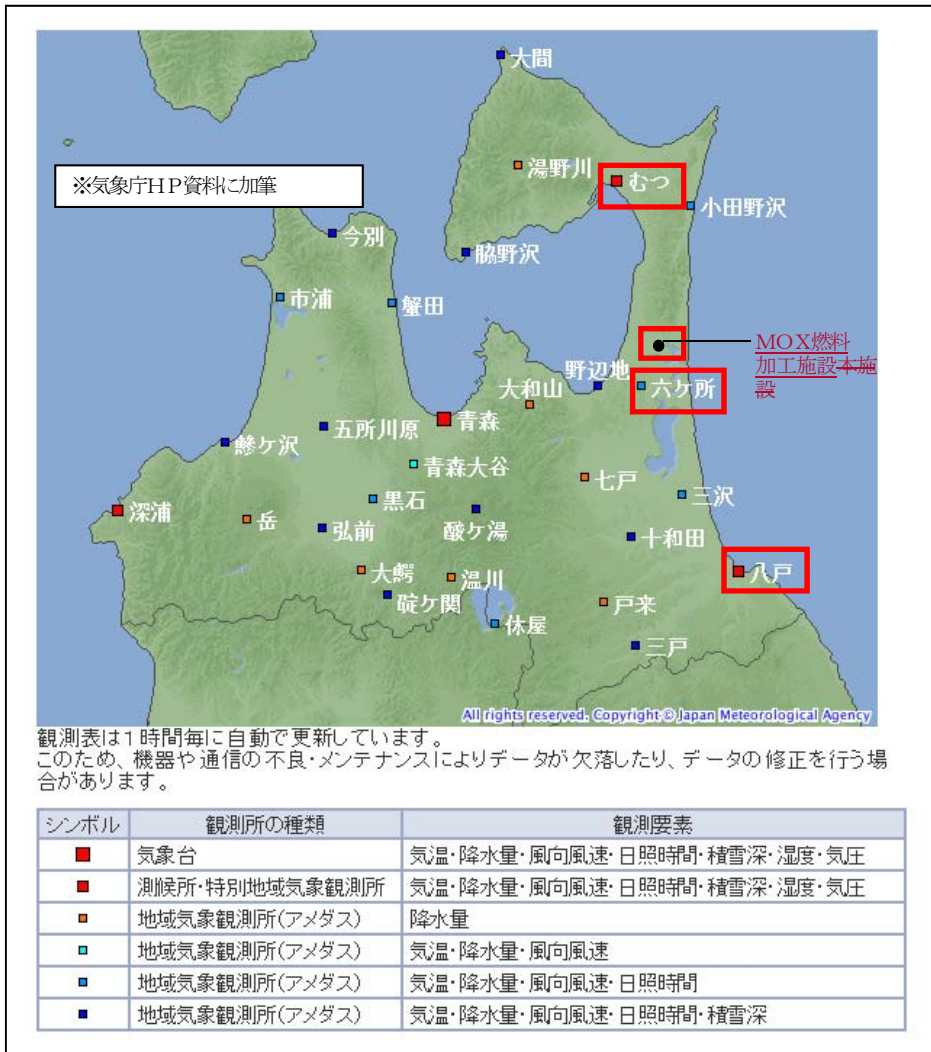 大間
※気象庁HP資料に加筆
湯野川
むつ
小田野沢
今別
脇野沢
市浦
蟹田
MOX燃料
加工施設本施
設
野辺地
大和山
六ケ所
青森
五所川原
鰺ケ沢
青森大谷
七戸
黒石
三沢
深浦
岳
弘前
酸ケ湯
十和田
大鰐
温川
八戸
碇ケ関
戸来
休屋
三戸
All rights reserved. Copyright © Japan Meteorological Agency
観測表は1時間毎に自動で更新しています。
このため、機器や通信の不良・メンテナンスによりデータが欠落したり、データの修正を行う場
合があります。
シンボル 観測所の種類 観測要素
気象台 気温・降水量・風向風速・日照時間・積雪深・湿度・気圧
測候所・特別地域気象観測所 気温・降水量・風向風速・日照時間・積雪深・湿度・気圧
地域気象観測所(アメダス) 降水量
地域気象観測所(アメダス) 気温・降水量・風向風速
地域気象観測所(アメダス) 気温・降水量・風向風速・日照時間
地域気象観測所(アメダス) 気温・降水量・風向風速・日照時間・積雪深